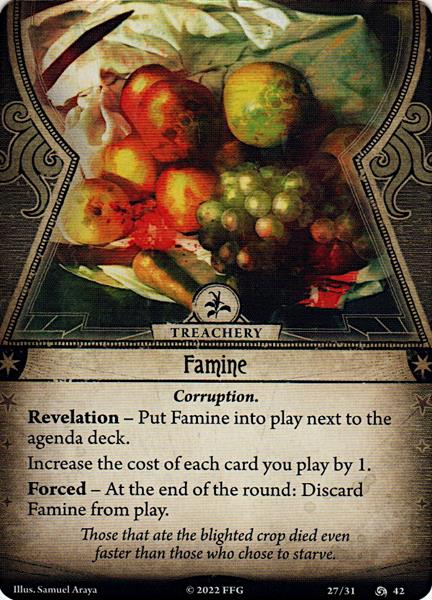 TREACHERY
Famine
Corruption.
Revelation – Put Famine into play next to the
agenda deck.
Increase the cost of each card you play by 1.
Forced – At the end of the round: Discard
Famine from play.
Those that ate the blighted crop died even
faster than those who chose to starve.
Illus. Samuel Araya © 2022 FFG 27/31 42